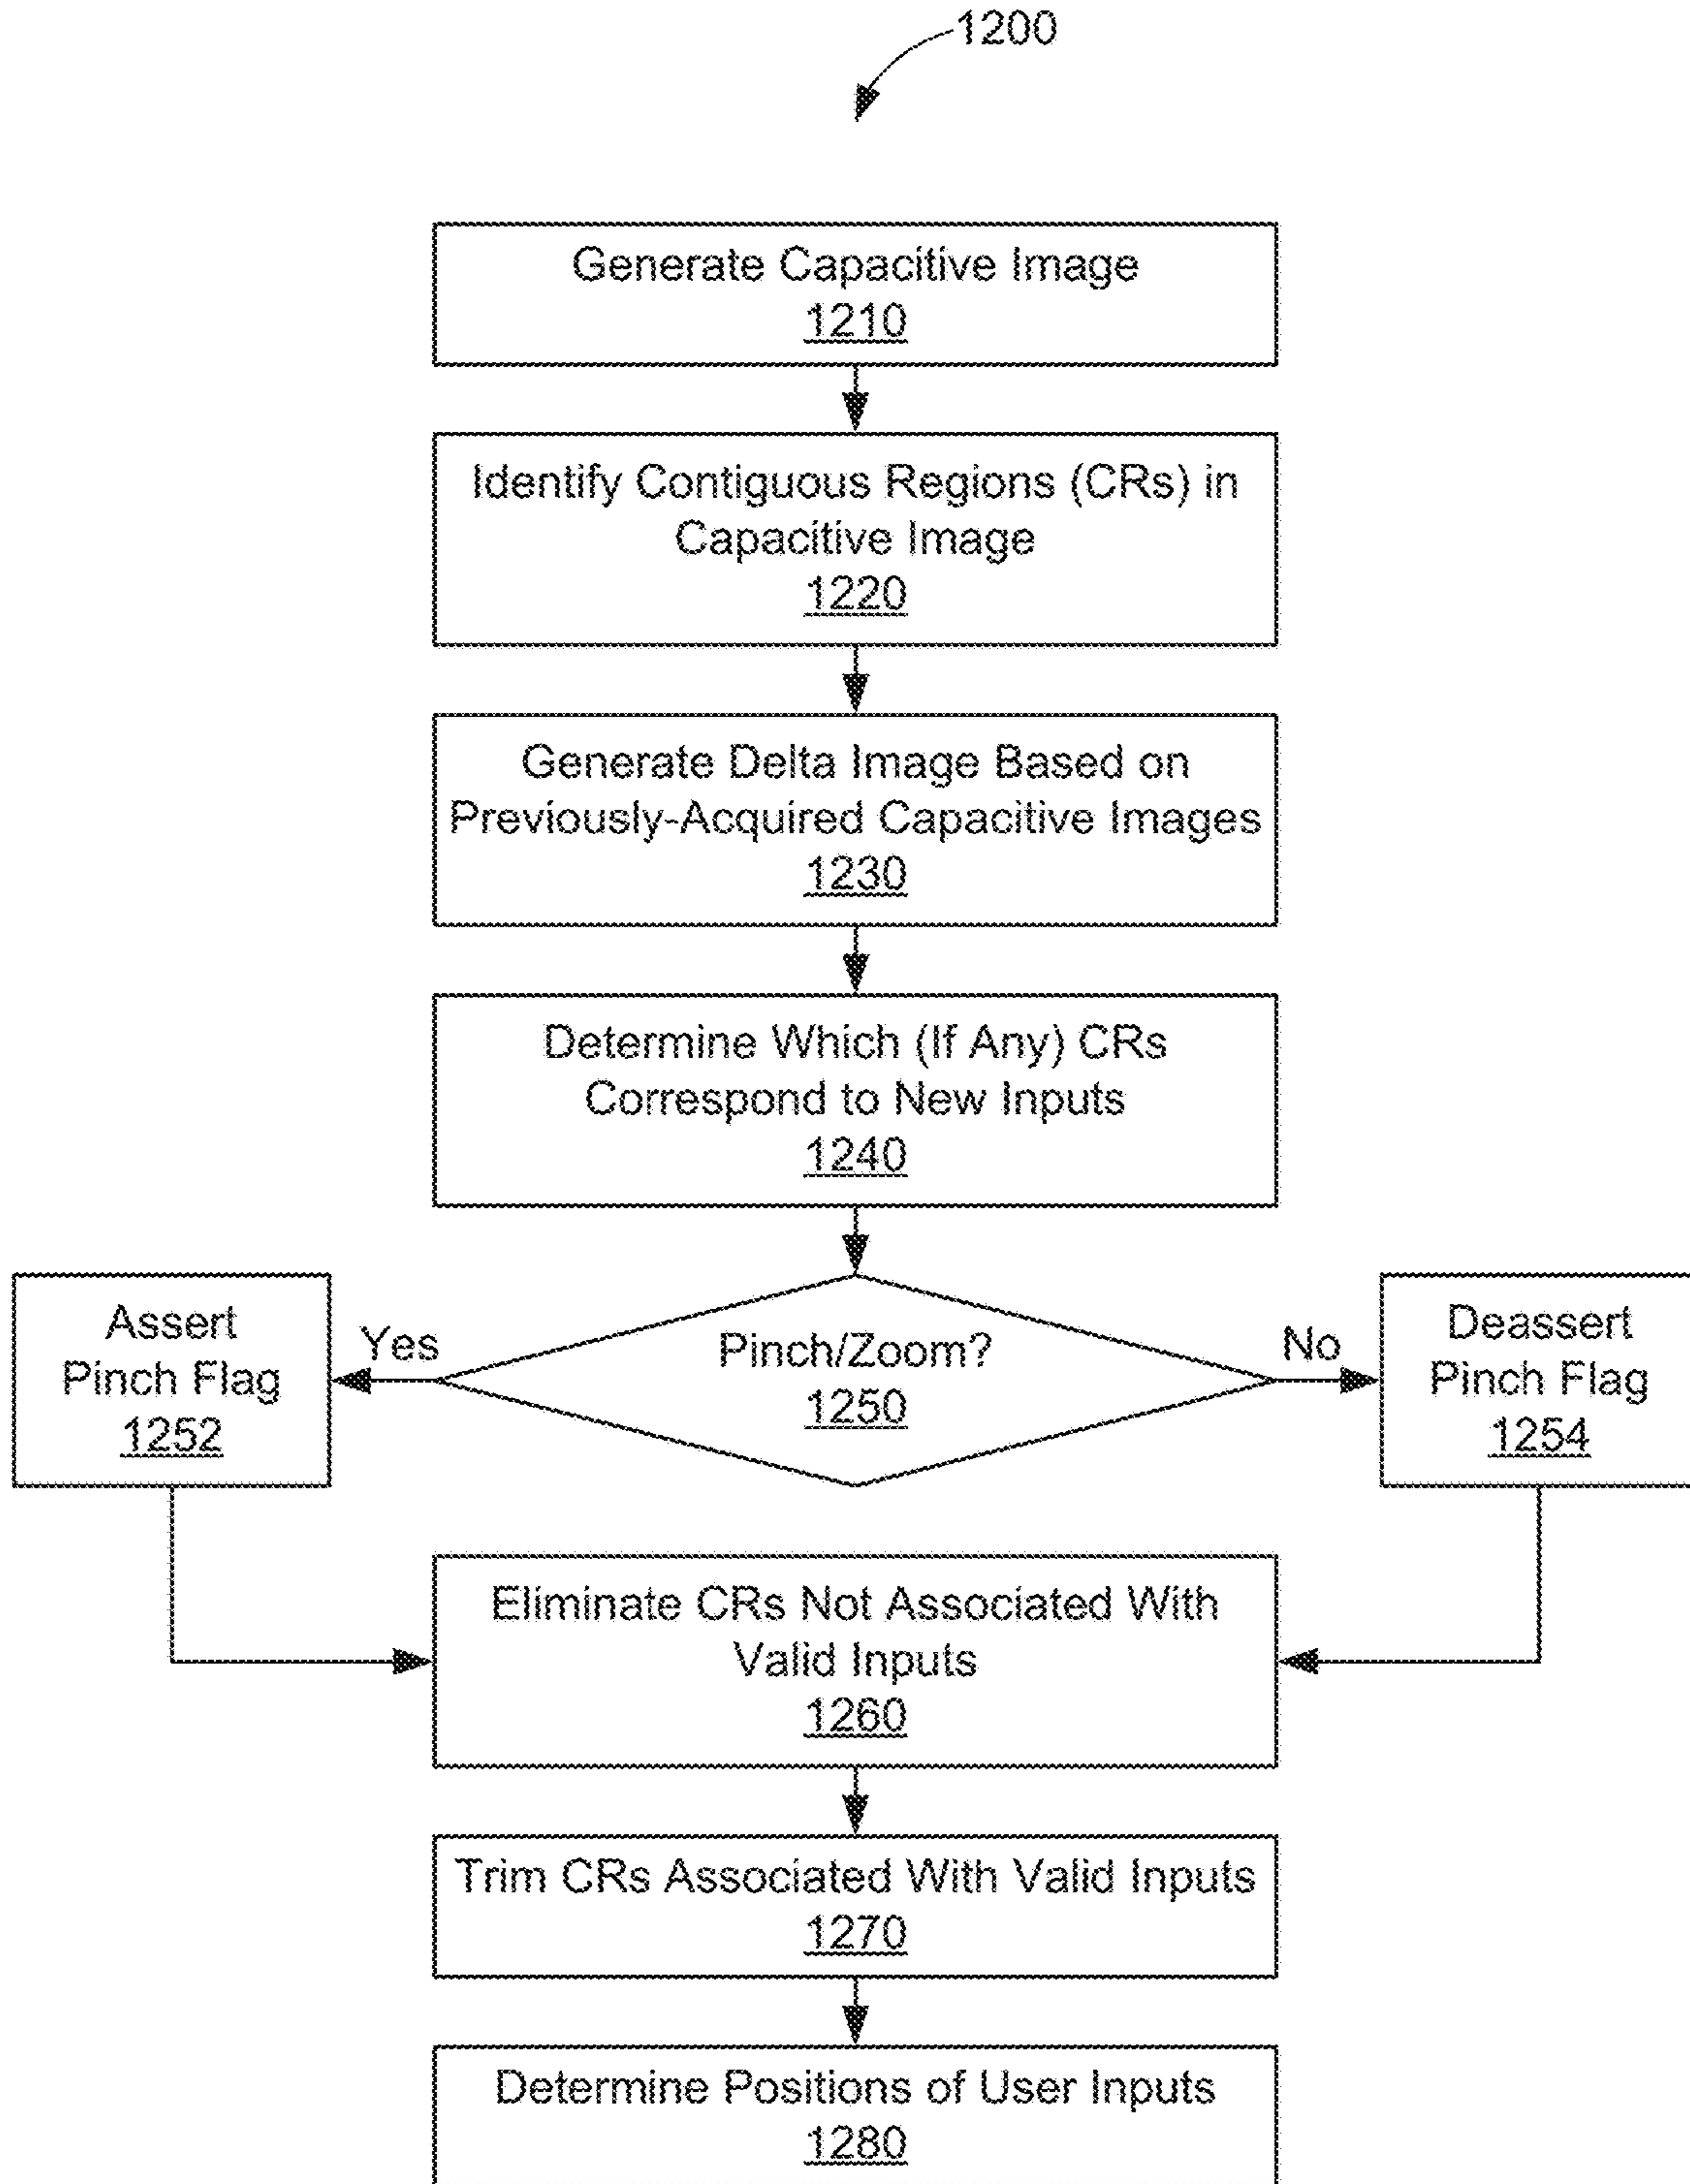 1200
Generate Capacitive Image
1210
Identify Contiguous Regions (CRs) in
Capacitive Image
1220
Generate Delta Image Based on
Previously-Acquired Capacitive Images
1230
Determine Which (If Any) CRs
Correspond to New Inputs
1240
Assert
Pinch Flag
1252
Yes
Pinch/Zoom?
1250
No
Deassert
Pinch Flag
1254
Eliminate CRs Not Associated With
Valid Inputs
1260
Trim CRs Associated With Valid Inputs
1270
Determine Positions of User Inputs
1280